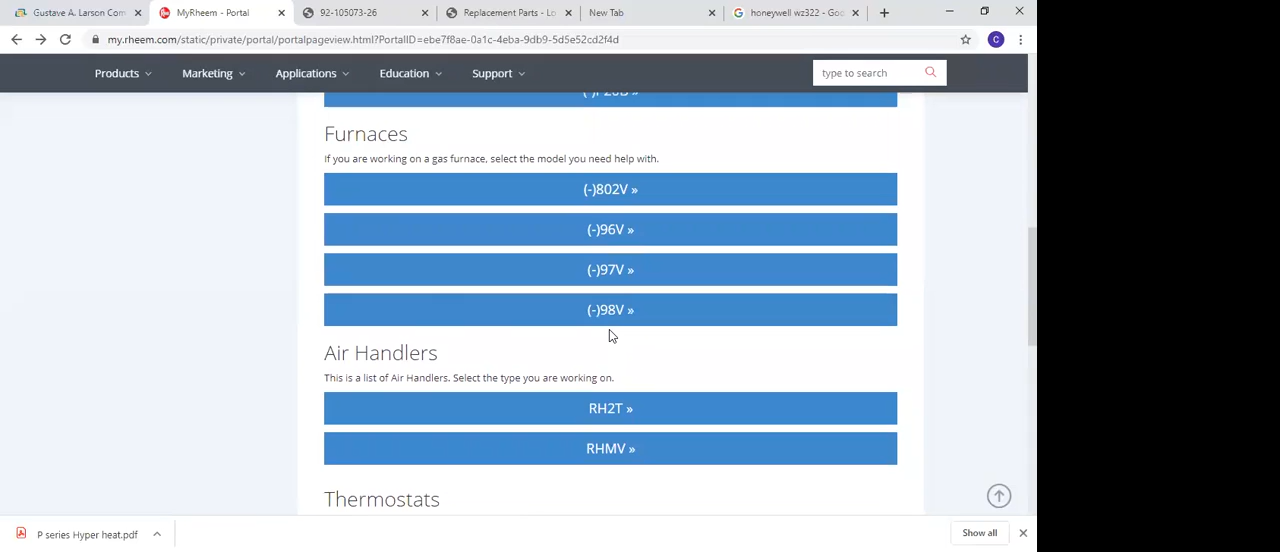 Gustave A. Larson Com
MyRheem - Portal
92-105073-26
Replacement Parts - Lo
New Tab
honeywell wz322 - Goo
my.rheem.com/static/private/portal/portalpageview.html?PortalID=ebe7f8ae-0a1c-4eba-9db9-5d5e52cd2f4d
C
Products
Marketing
Applications
Education
Support
type to search
Furnaces
If you are working on a gas furnace, select the model you need help with.
(-)802V »
(-)96V »
(-)97V »
(-)98V »
Air Handlers
This is a list of Air Handlers. Select the type you are working on.
RH2T »
RHMV »
Thermostats
P series Hyper heat.pdf
Show all